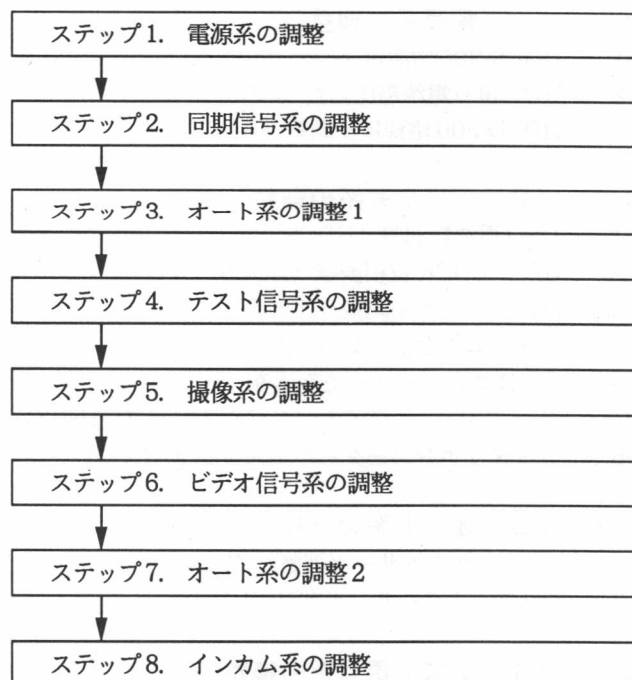 ステップ1. 電源系の調整
ステップ2. 同期信号系の調整
ステップ3. オート系の調整1
ステップ4. テスト信号系の調整
ステップ5. 撮像系の調整
ステップ6. ビデオ信号系の調整
ステップ7. オート系の調整2
ステップ8. インカム系の調整